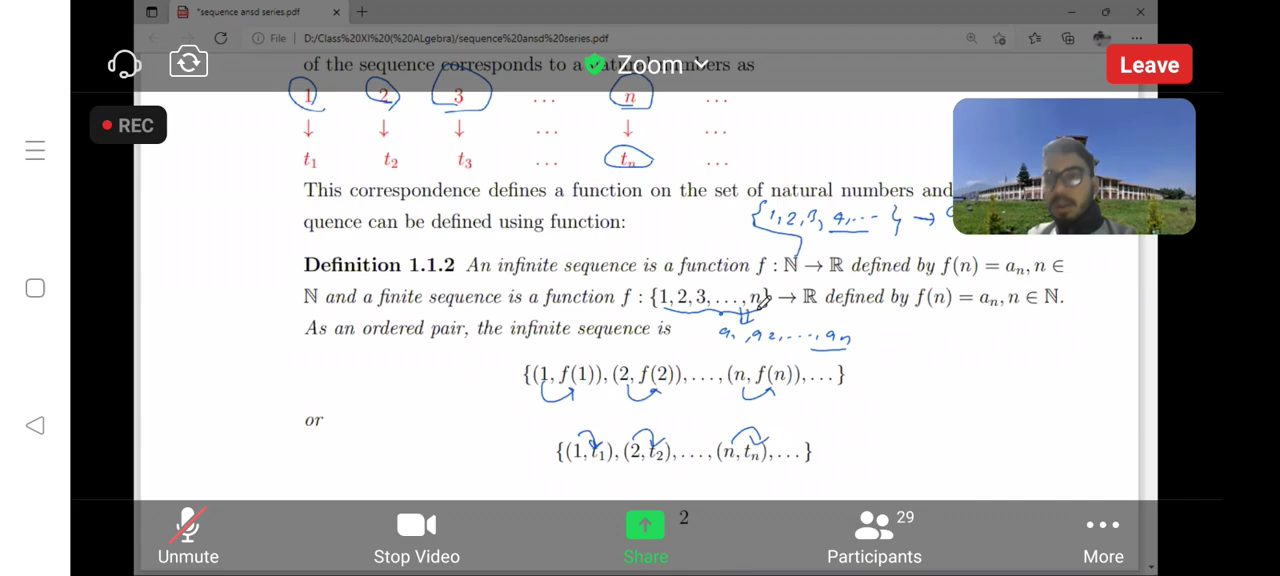 *sequence ansd series.pdf
File D:/Class%20XI%20(%20ALgebra)/sequence%20ansd%20series.pdf
of the sequence corresponds to a natural numbers as
Zoom
Leave
REC
1 2 3 ... n ...
↓ ↓ ↓ ... ↓ ...
t₁ t₂ t₃ ... tₙ ...
This correspondence defines a function on the set of natural numbers and
quence can be defined using function:
{1,2,3, 4,...} →
Definition 1.1.2 An infinite sequence is a function f : ℕ → ℝ defined by f(n) = aₙ, n ∈
ℕ and a finite sequence is a function f : {1, 2, 3, ..., n} → ℝ defined by f(n) = aₙ, n ∈ ℕ.
As an ordered pair, the infinite sequence is
a₁, a₂, ..., aₙ
{(1, f(1)), (2, f(2)), ..., (n, f(n)), ...}
or
{(1, t₁), (2, t₂), ..., (n, tₙ), ...}
2
29
Unmute Stop Video Share Participants More